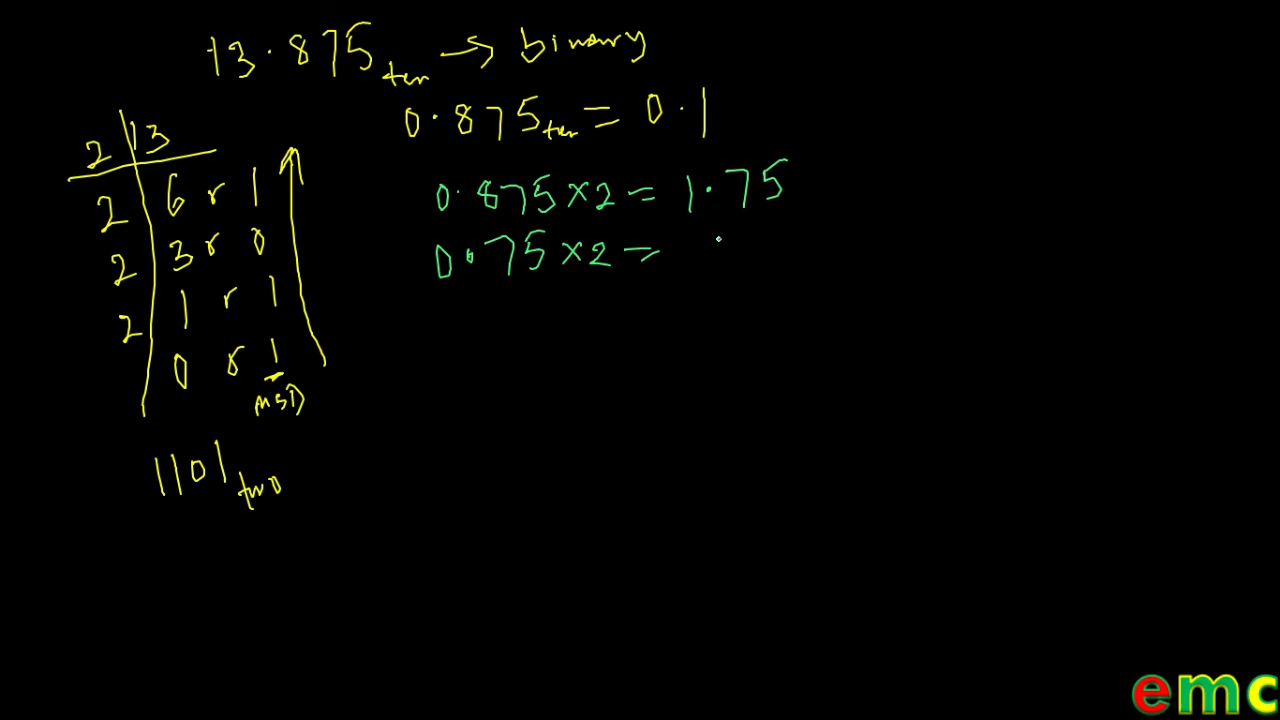 13.875ten → binary
0.875ten = 0.1
2 | 13
2 | 6 r 1
2 | 3 r 0
2 | 1 r 1
0 r 1
MSD
1101two
0.875 × 2 = 1.75
0.75 × 2 =
emc